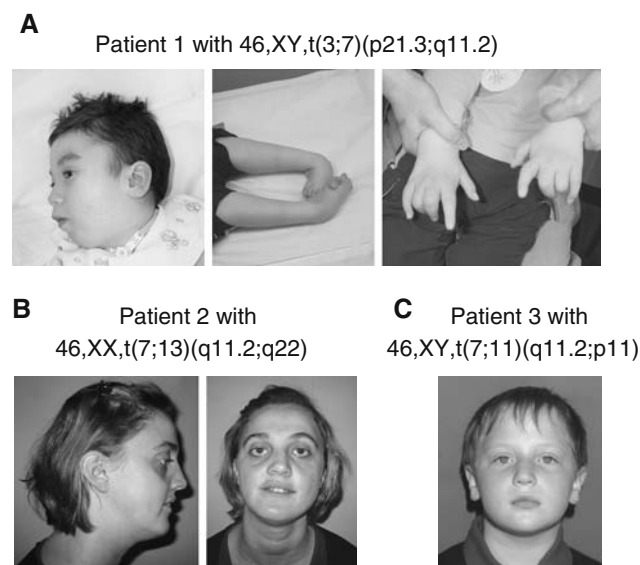 A
Patient 1 with 46,XY,t(3;7)(p21.3;q11.2)
B
Patient 2 with
46,XX,t(7;13)(q11.2;q22)
C
Patient 3 with
46,XY,t(7;11)(q11.2;p11)